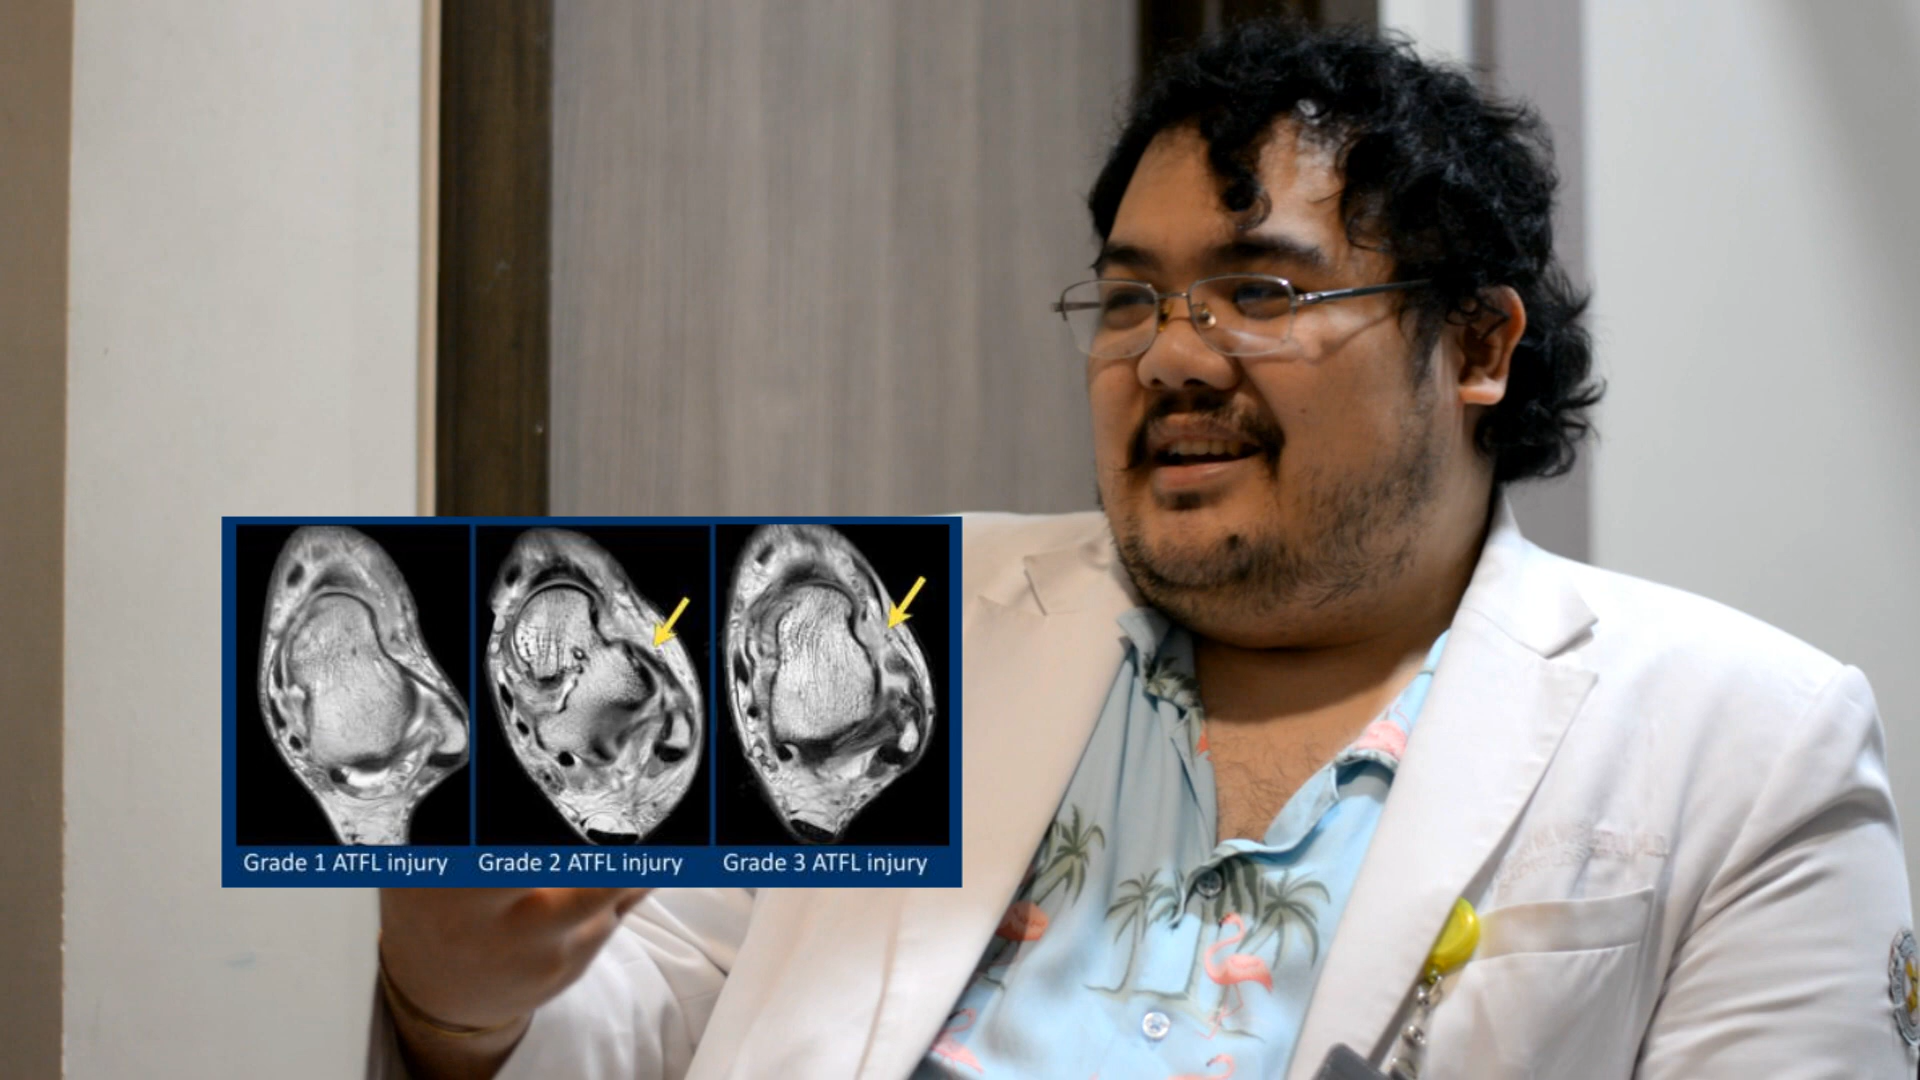 Grade 1 ATFL injury
Grade 2 ATFL injury
Grade 3 ATFL injury